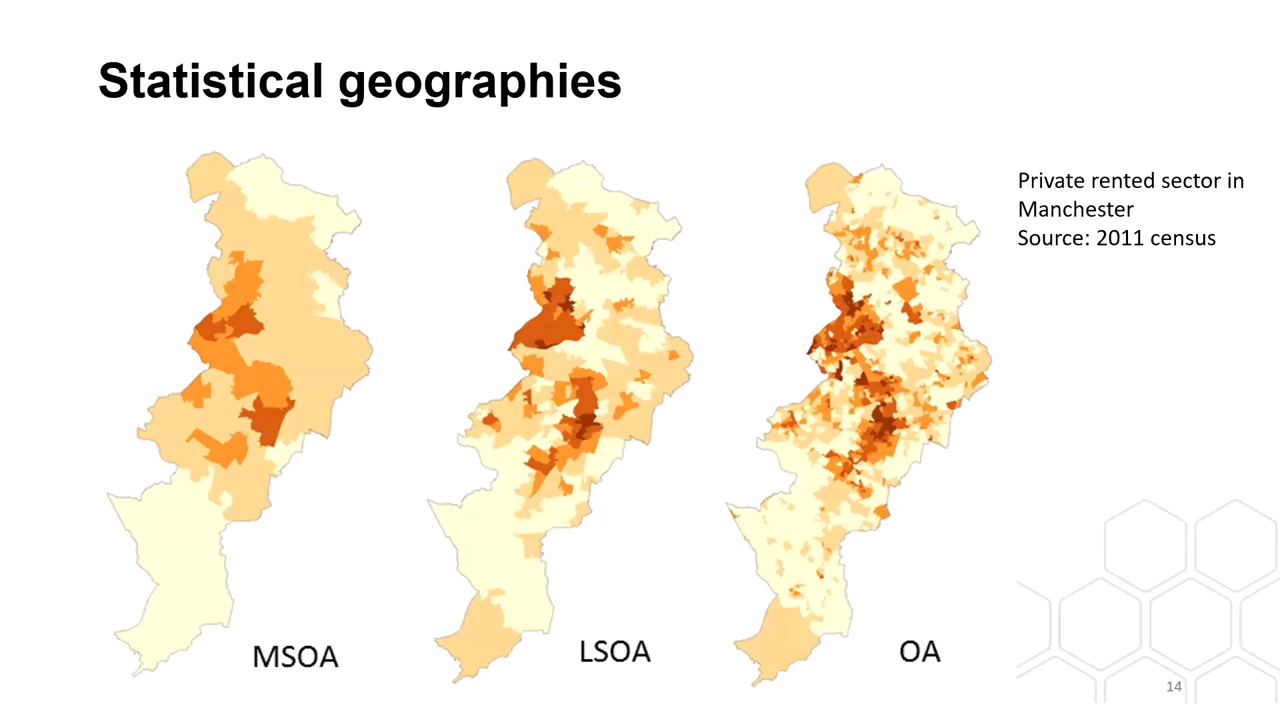 Statistical geographies
Private rented sector in
Manchester
Source: 2011 census
MSOA
LSOA
OA
14